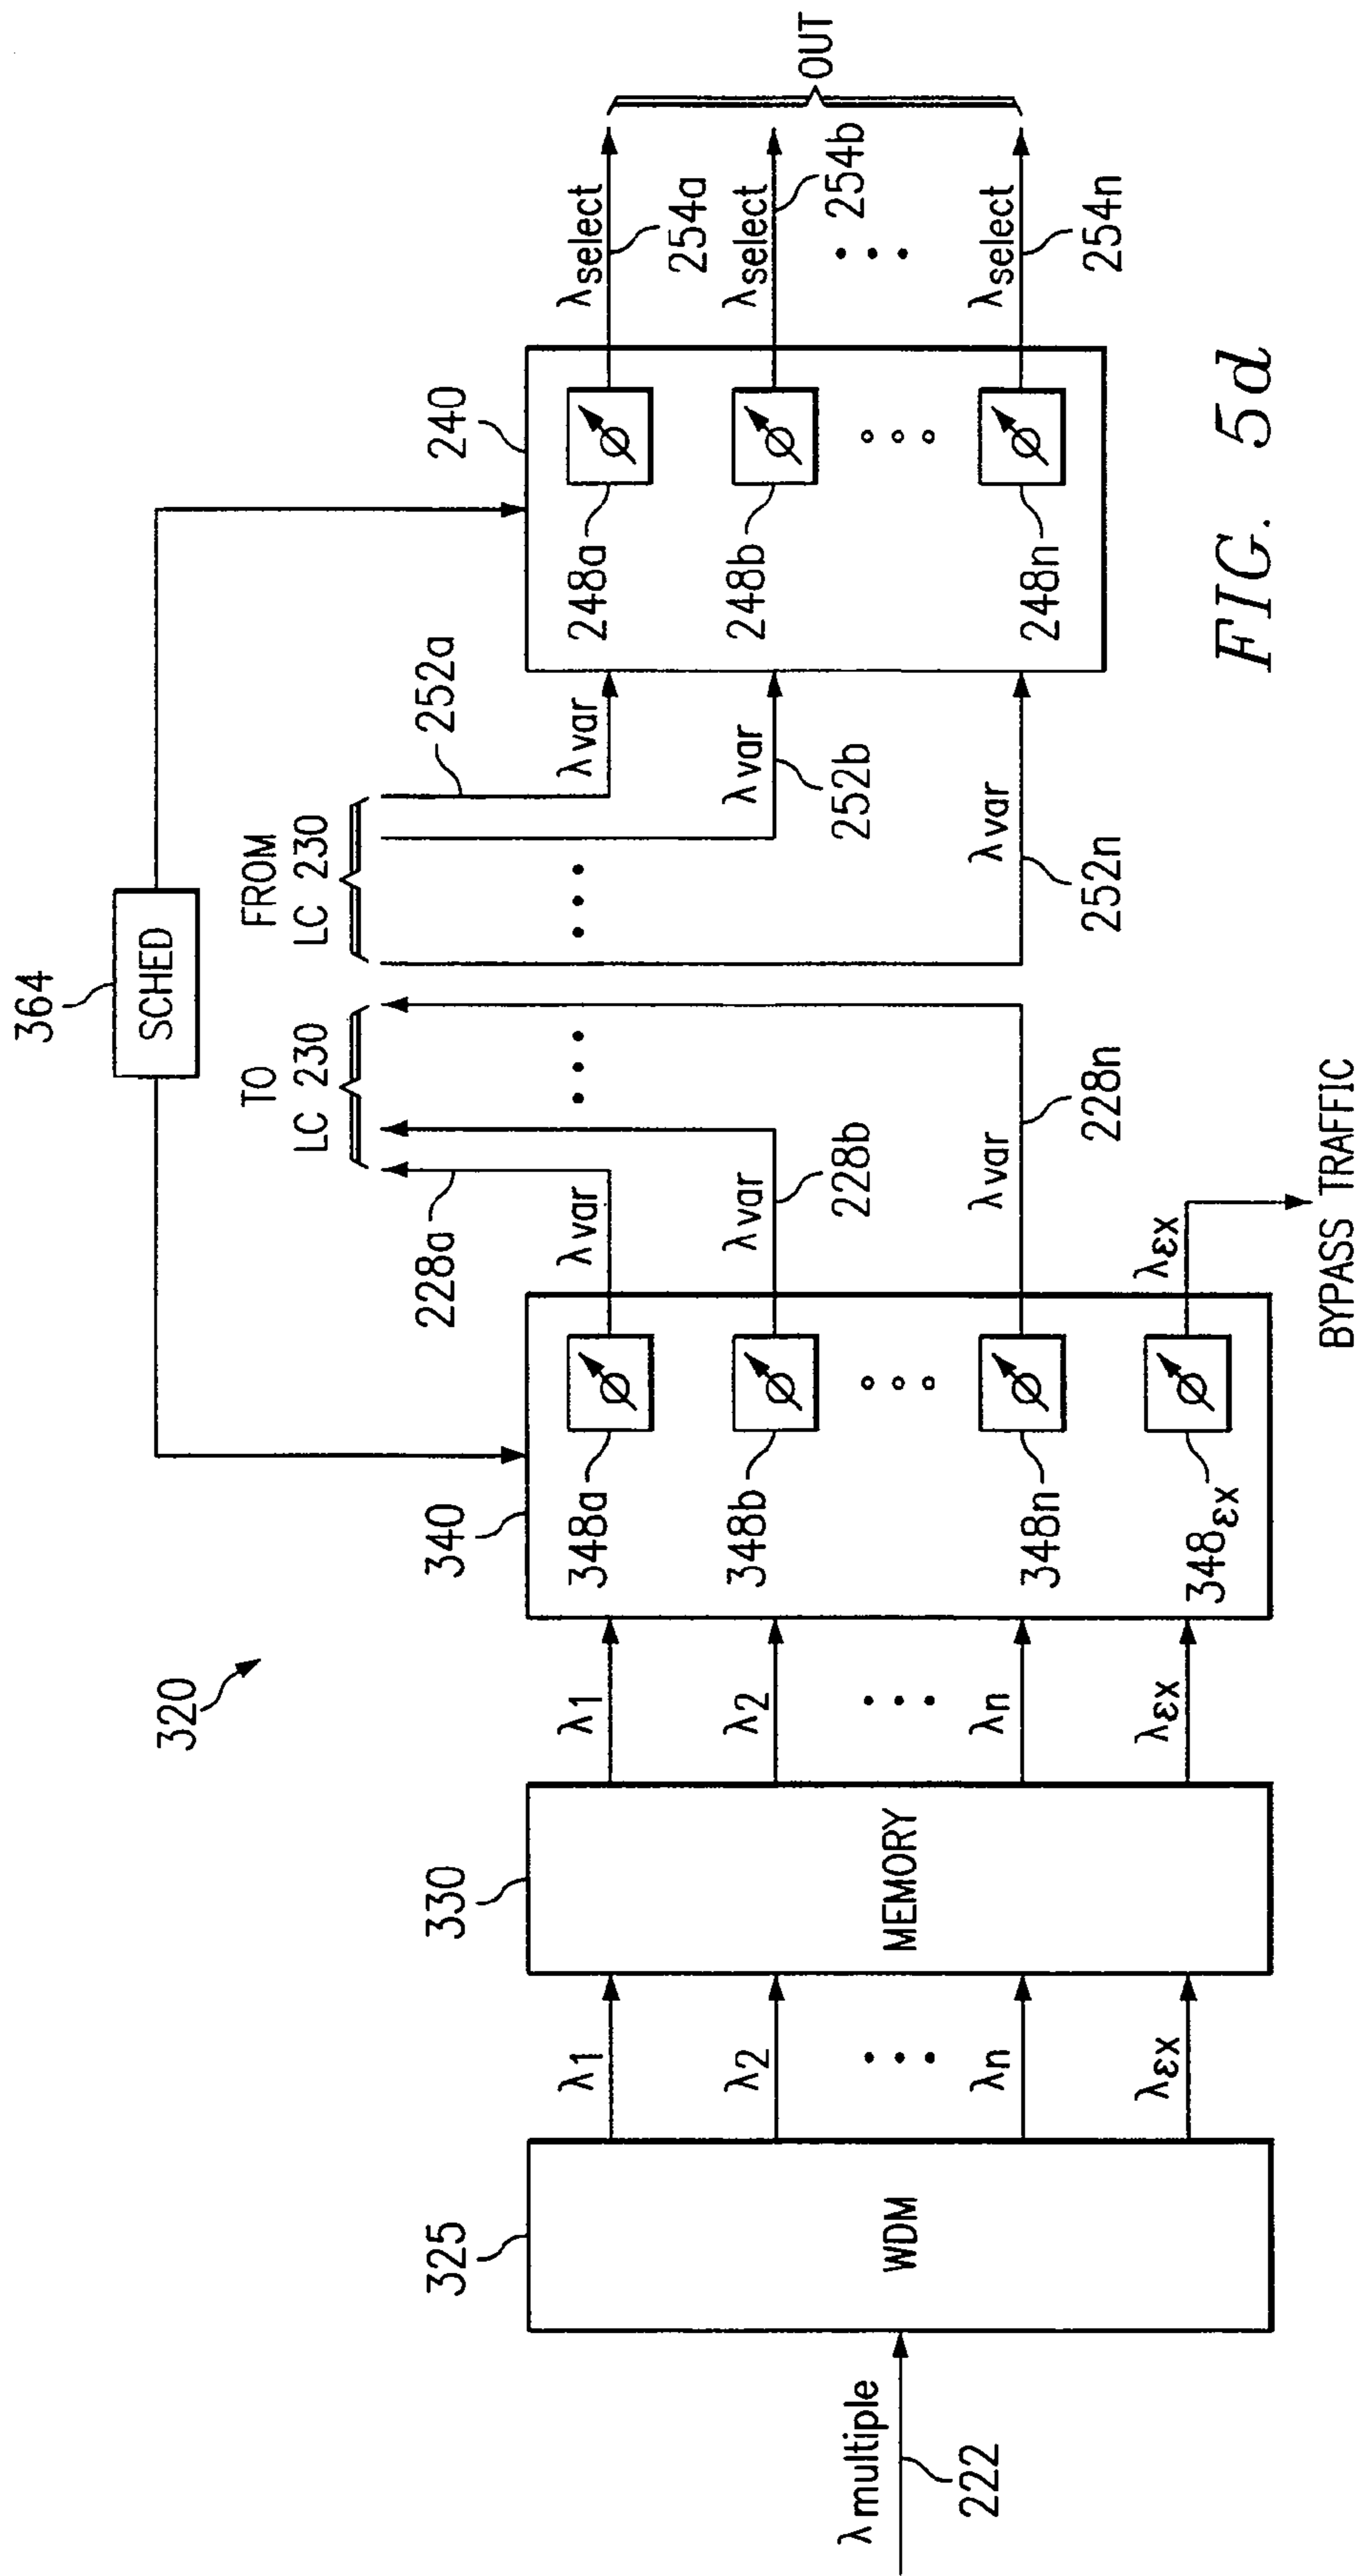 364
SCHED
320
TO
LC 230
FROM
LC 230
228a
252a
325
330
340
240
λ1
λ1
348a
λvar
λvar
248a
λselect
254a
λ2
λ2
348b
λvar
228b
λvar
252b
248b
λselect
254b
OUT
λmultiple
222
WDM
MEMORY
λn
λn
348n
λvar
228n
λvar
252n
248n
λselect
254n
λεx
λεx
348εx
λεx
BYPASS TRAFFIC
FIG. 5d